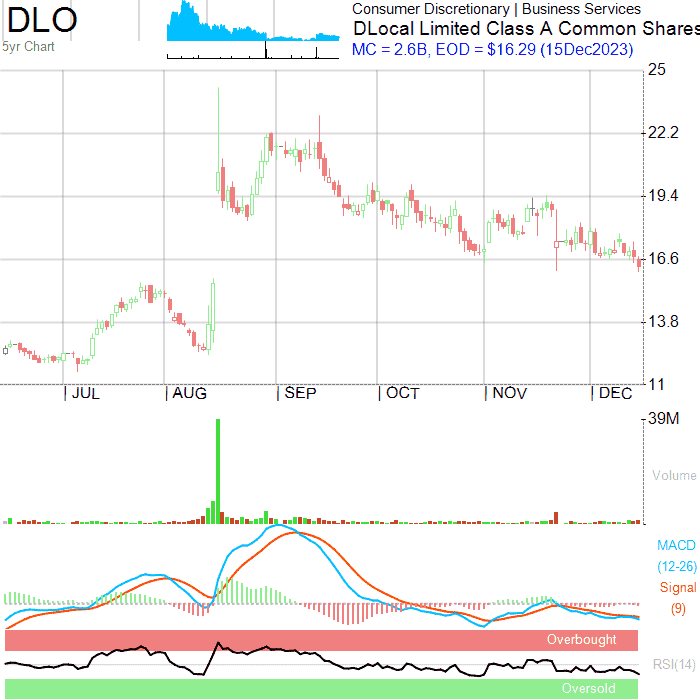 DLO
5yr Chart
Consumer Discretionary | Business Services
DLocal Limited Class A Common Shares
MC = 2.6B, EOD = $16.29 (15Dec2023)
25
22.2
19.4
16.6
13.8
11
| JUL | AUG | SEP | OCT | NOV | DEC
39M
Volume
MACD
(12-26)
Signal
(9)
Overbought
RSI(14)
Oversold